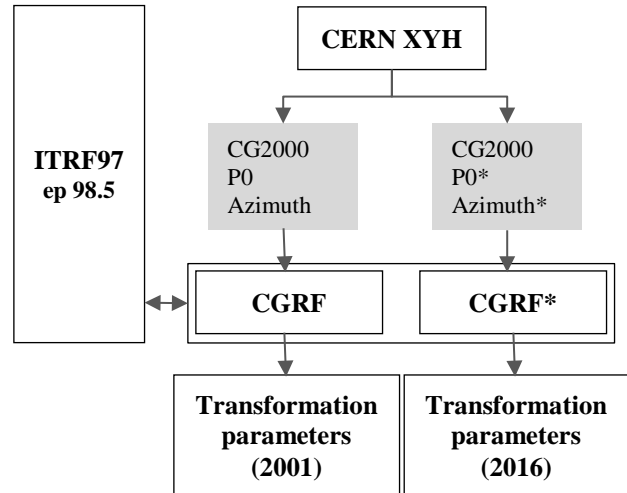 CERN XYH
ITRF97
ep 98.5
CG2000
P0
Azimuth
CG2000
P0*
Azimuth*
CGRF
CGRF*
Transformation
parameters
(2001)
Transformation
parameters
(2016)